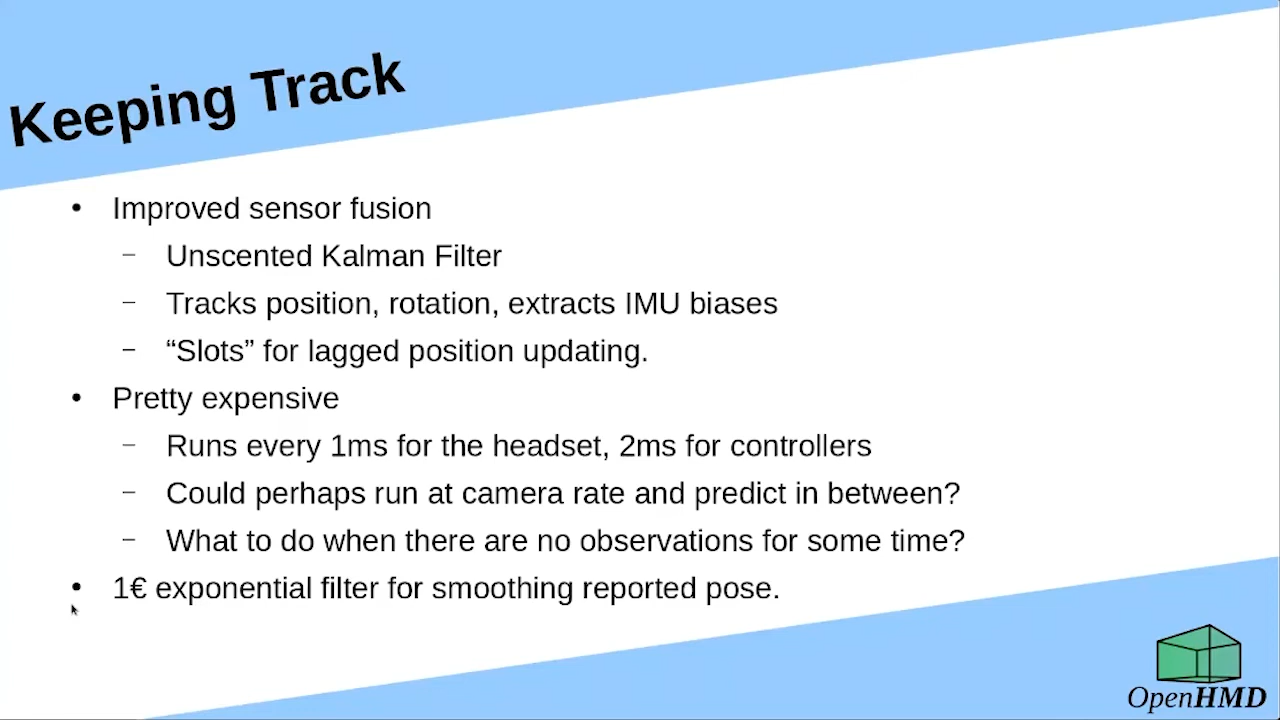 Keeping Track
• Improved sensor fusion
– Unscented Kalman Filter
– Tracks position, rotation, extracts IMU biases
– “Slots” for lagged position updating.
• Pretty expensive
– Runs every 1ms for the headset, 2ms for controllers
– Could perhaps run at camera rate and predict in between?
– What to do when there are no observations for some time?
• 1€ exponential filter for smoothing reported pose.
OpenHMD